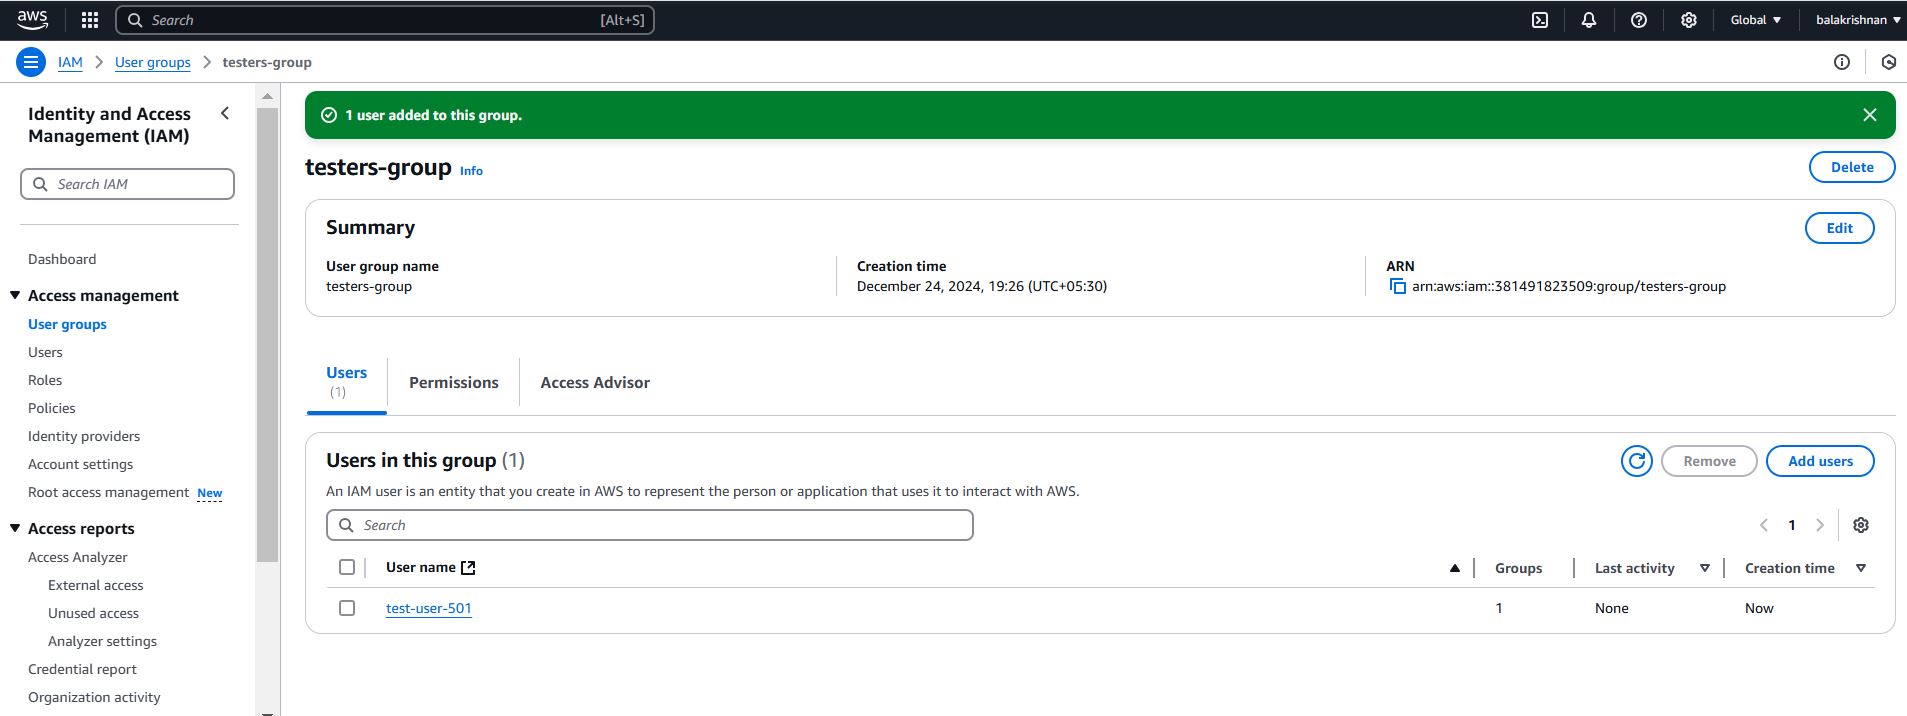 aws
Search [Alt+S] Global balakrishnan
IAM User groups testers-group
Identity and Access
Management (IAM)
Search IAM
Dashboard
Access management
User groups
Users
Roles
Policies
Identity providers
Account settings
Root access management New
Access reports
Access Analyzer
External access
Unused access
Analyzer settings
Credential report
Organization activity
1 user added to this group.
testers-group Info
Delete
Summary
Edit
User group name
testers-group
Creation time
December 24, 2024, 19:26 (UTC+05:30)
ARN
arn:aws:iam::381491823509:group/testers-group
Users
(1)
Permissions
Access Advisor
Users in this group (1)
Remove
Add users
An IAM user is an entity that you create in AWS to represent the person or application that uses it to interact with AWS.
Search
1
User name Groups Last activity Creation time
test-user-501 1 None Now